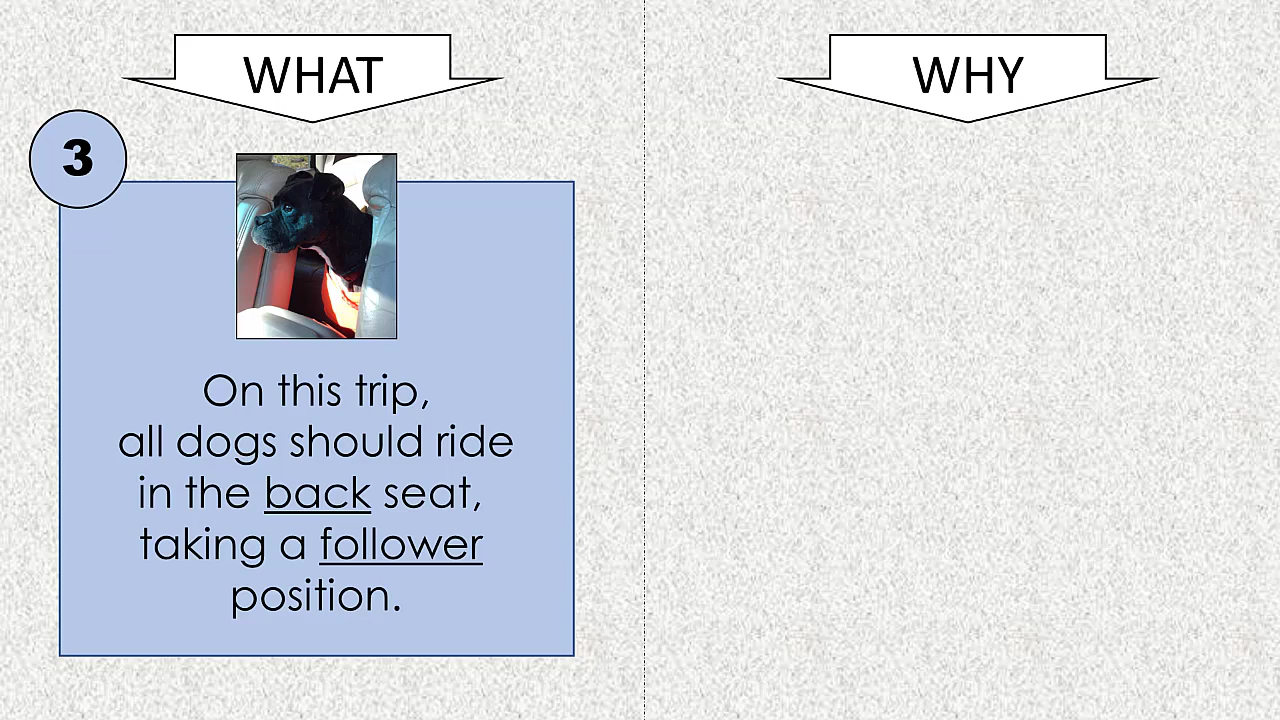 WHAT
WHY
3
On this trip,
all dogs should ride
in the back seat,
taking a follower
position.